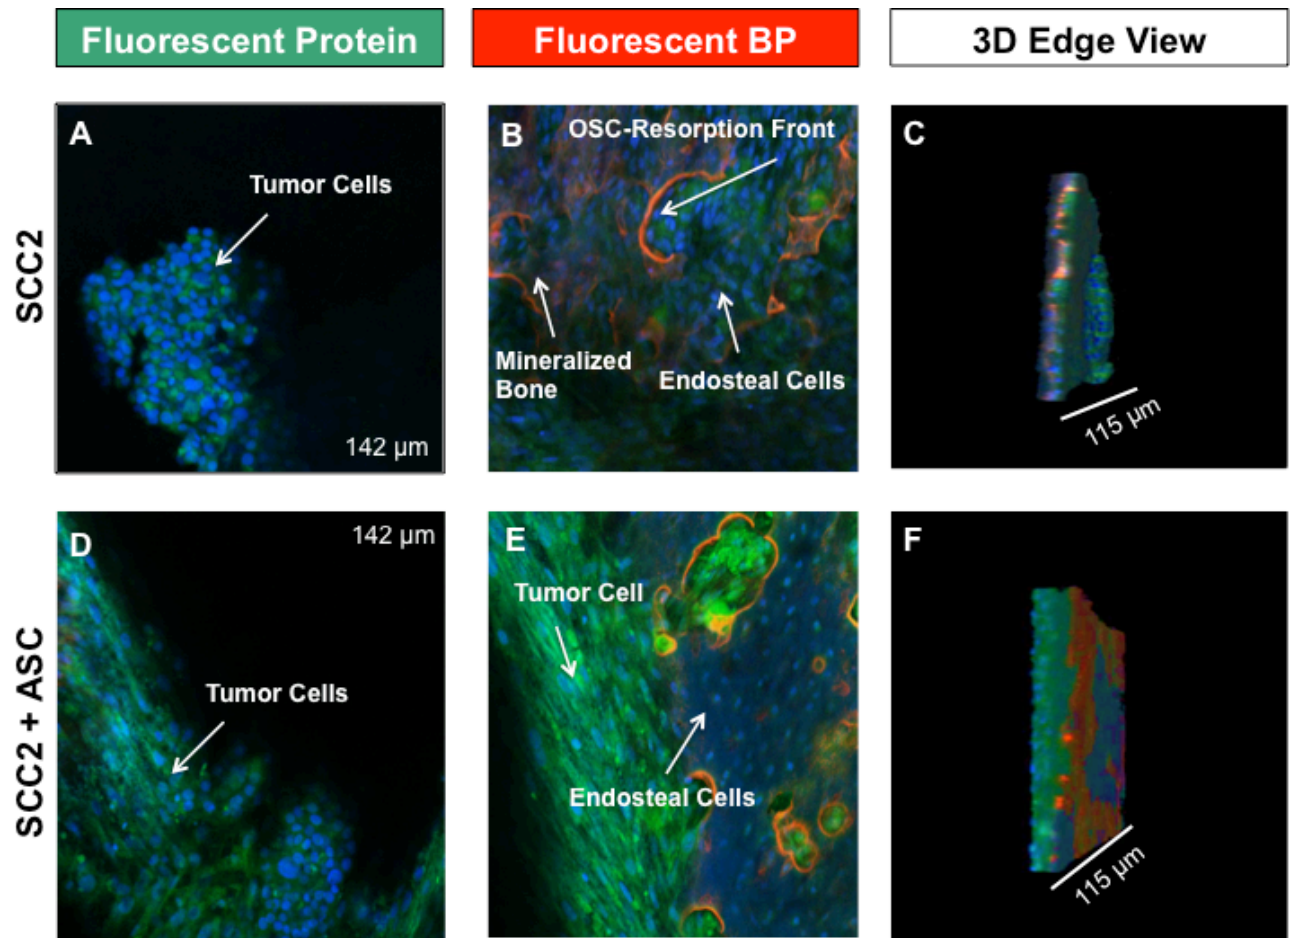 Fluorescent Protein
Fluorescent BP
3D Edge View
SCC2
A
Tumor Cells
142 µm
B
OSC-Resorption Front
Mineralized
Bone
Endosteal Cells
C
115 µm
SCC2 + ASC
D
142 µm
Tumor Cells
E
Tumor Cell
Endosteal Cells
F
115 µm